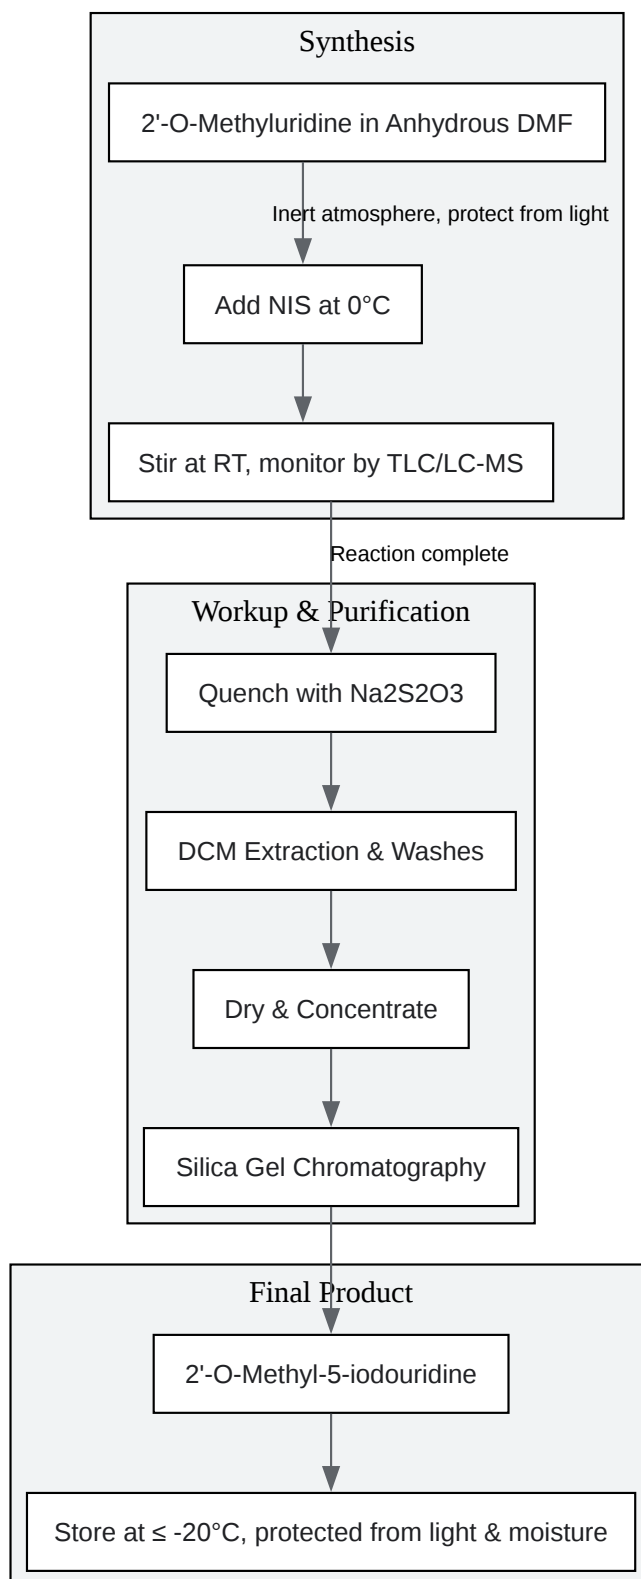 Synthesis
2'-O-Methyluridine in Anhydrous DMF
Inert atmosphere, protect from light
Add NIS at 0°C
Stir at RT, monitor by TLC/LC-MS
Reaction complete
Workup & Purification
Quench with Na2S2O3
DCM Extraction & Washes
Dry & Concentrate
Silica Gel Chromatography
Final Product
2'-O-Methyl-5-iodouridine
Store at ≤ -20°C, protected from light & moisture